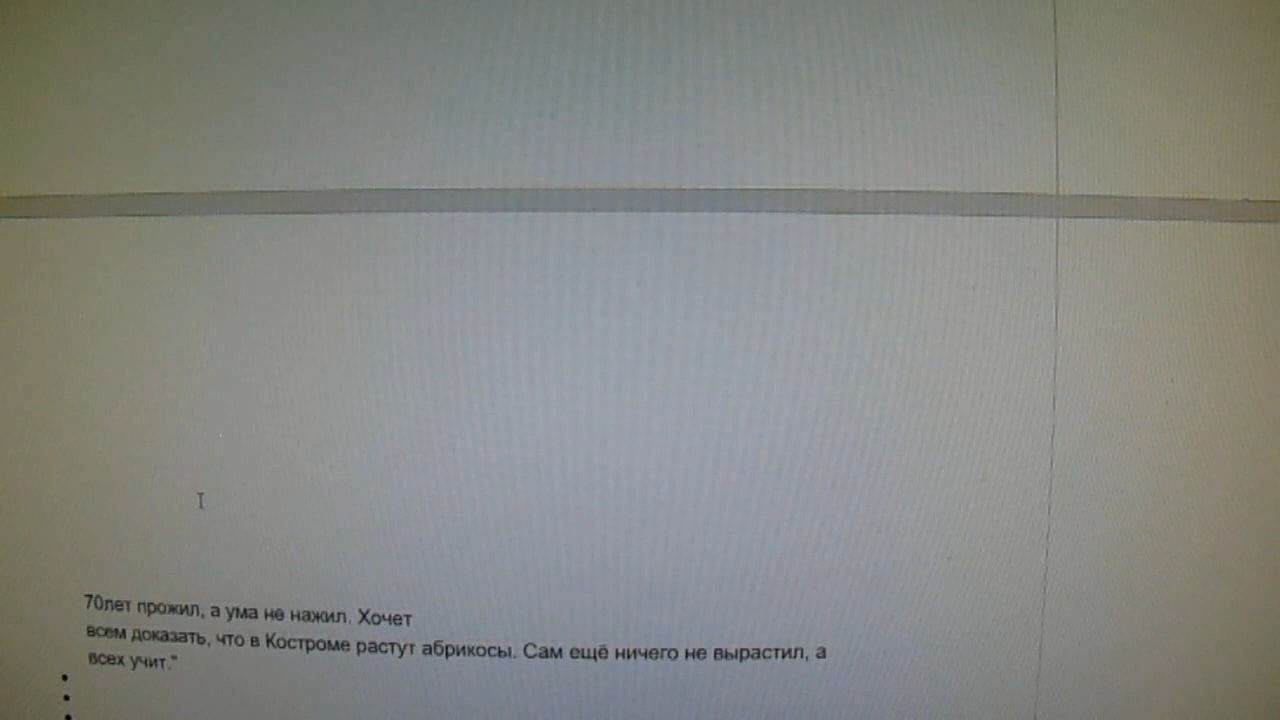 70лет прожил, а ума не нажил. Хочет
всем доказать, что в Костроме растут абрикосы. Сам ещё ничего не вырастил, а
всех учит."